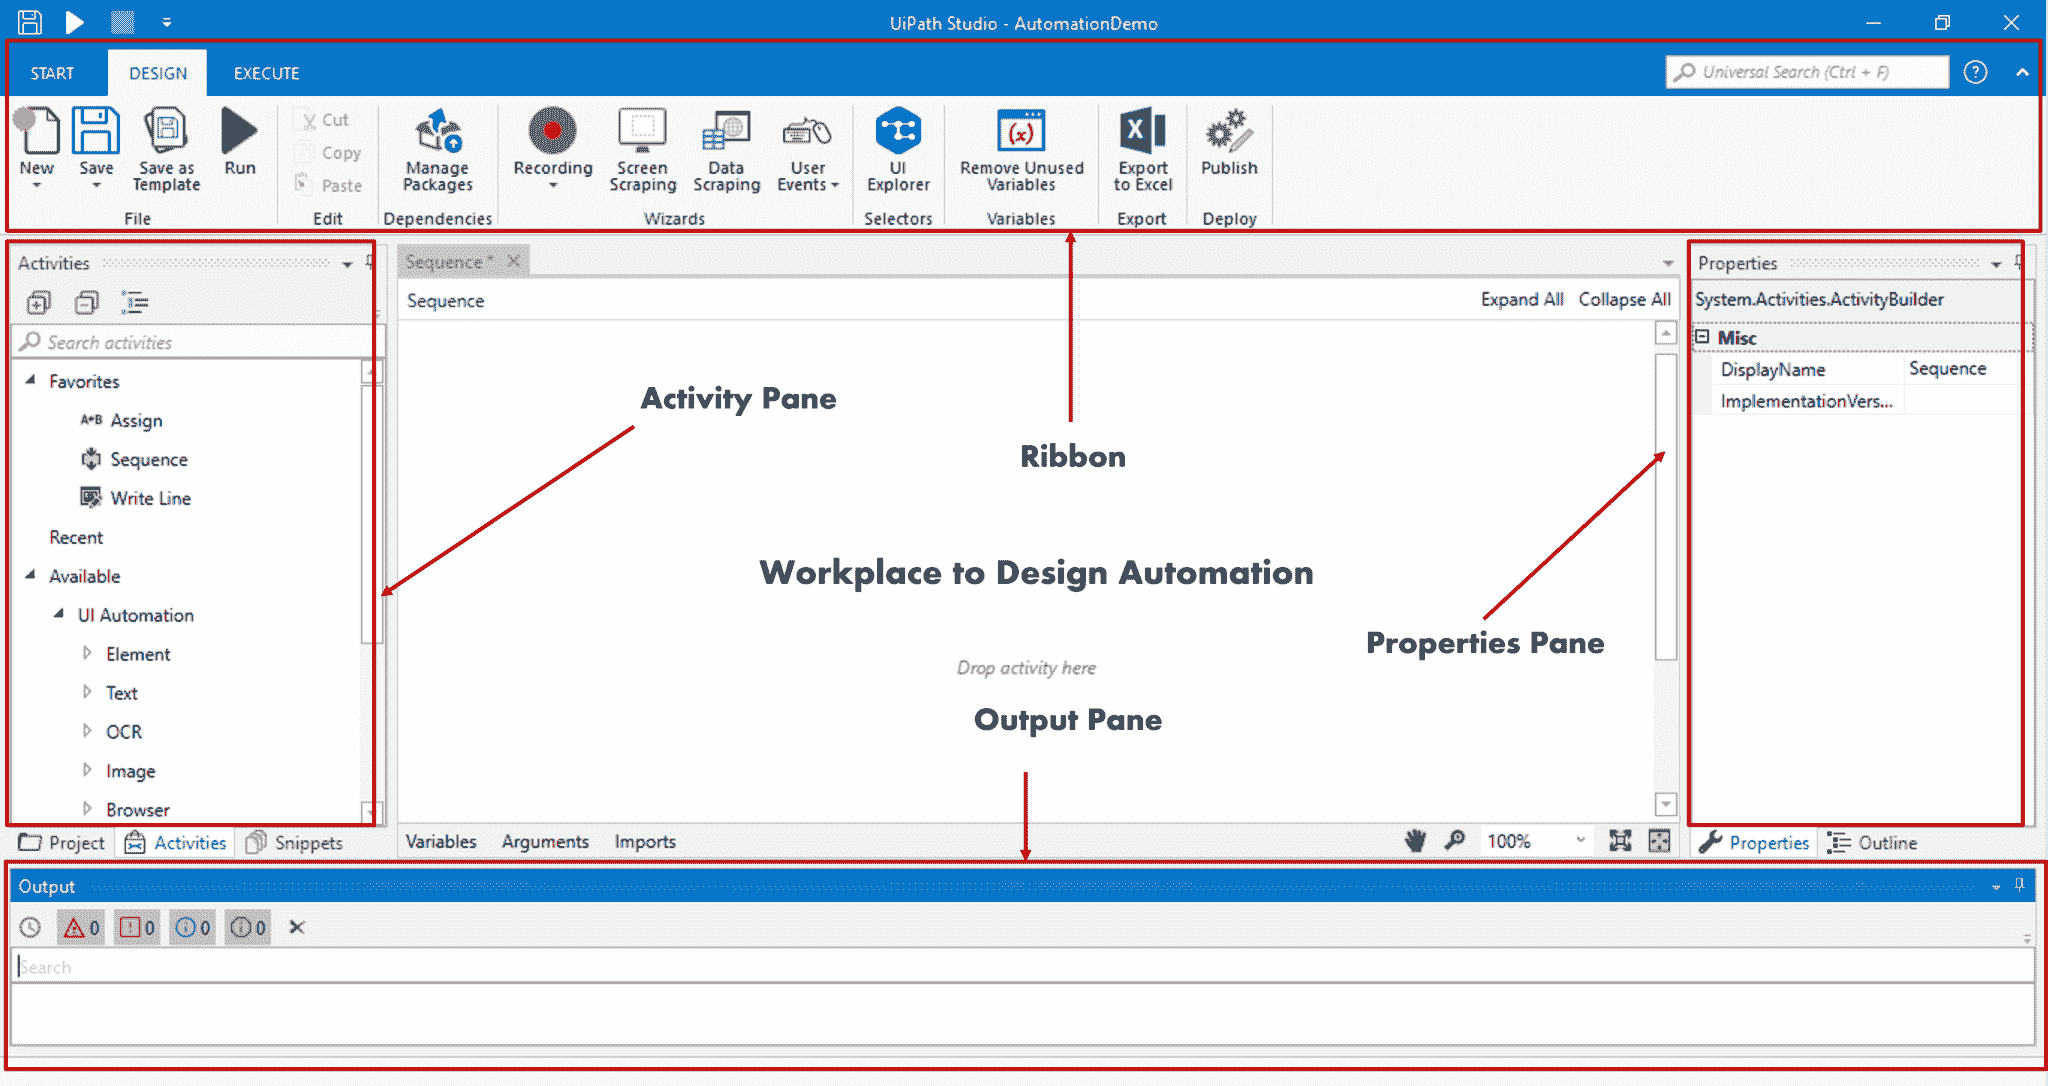 UiPath Studio - AutomationDemo
START DESIGN EXECUTE
Universal Search (Ctrl + F)
New Save Save as Template Run
File
Cut
Copy
Paste
Edit
Manage Packages
Dependencies
Recording Screen Scraping Data Scraping User Events
Wizards
UI Explorer
Selectors
Remove Unused Variables
Variables
Export to Excel
Export
Publish
Deploy
Activities
Search activities
Favorites
A+B Assign
Sequence
Write Line
Recent
Available
UI Automation
Element
Text
OCR
Image
Browser
Project Activities Snippets
Sequence*
Sequence Expand All Collapse All
Activity Pane
Ribbon
Workplace to Design Automation
Properties Pane
Drop activity here
Output Pane
Variables Arguments Imports 100%
Properties
System.Activities.ActivityBuilder
Misc
DisplayName Sequence
ImplementationVers...
Properties Outline
Output
0 0 0 0
Search